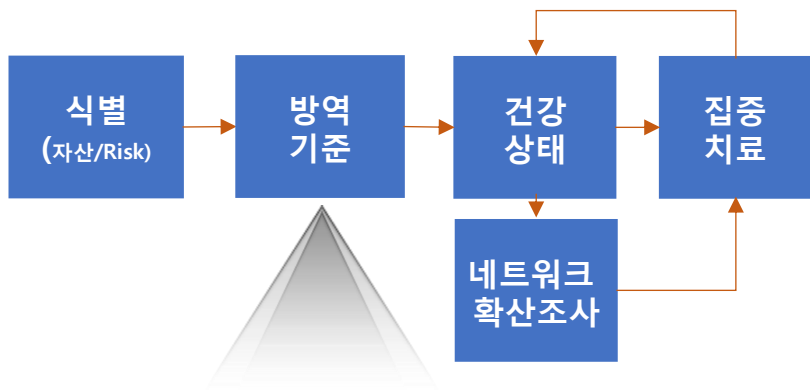 식별
(자산/Risk)
방역
기준
건강
상태
집중
치료
네트워크
확산조사